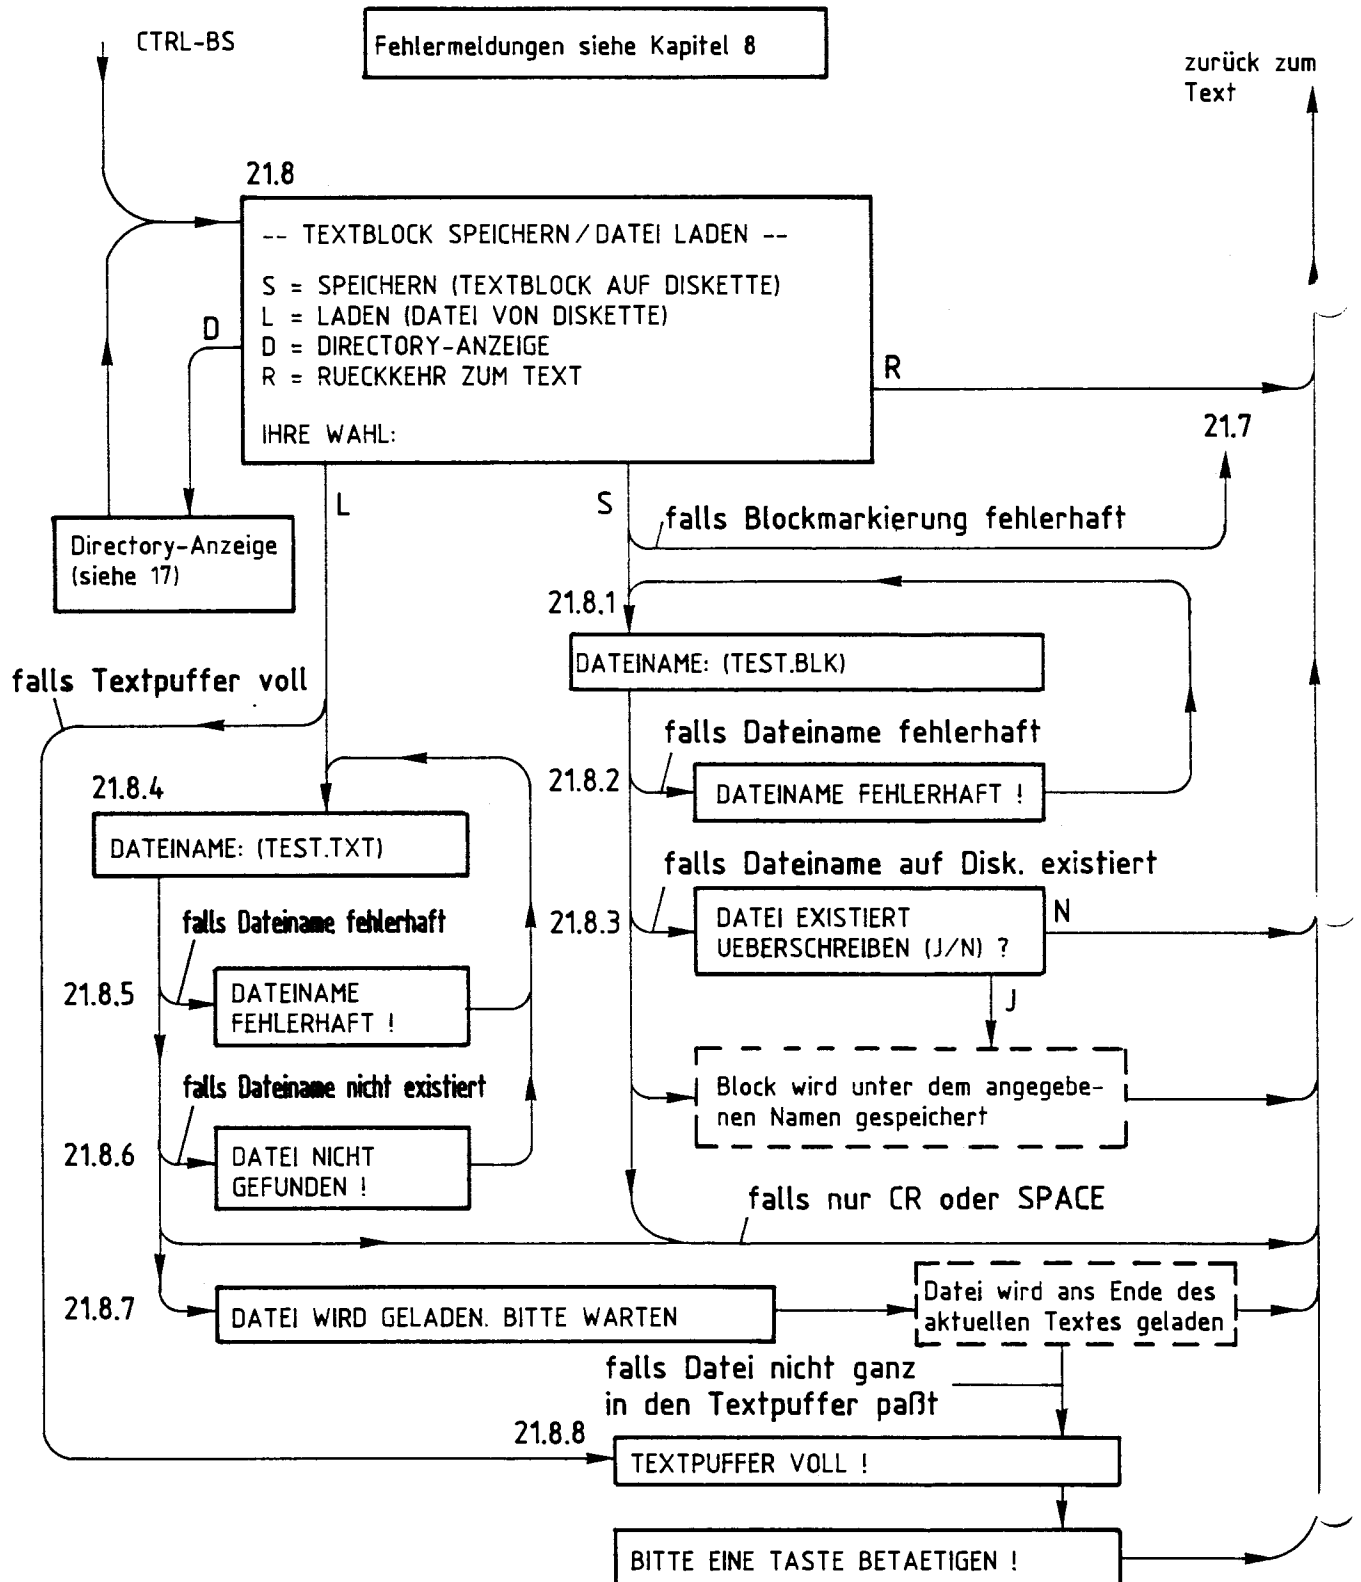 CTRL-BS
Fehlermeldungen siehe Kapitel 8
zurück zum
Text
21.8
-- TEXTBLOCK SPEICHERN/DATEI LADEN --
S = SPEICHERN (TEXTBLOCK AUF DISKETTE)
L = LADEN (DATEI VON DISKETTE)
D = DIRECTORY-ANZEIGE
R = RUECKKEHR ZUM TEXT
IHRE WAHL:
D
R
21.7
L
S
falls Blockmarkierung fehlerhaft
Directory-Anzeige
(siehe 17)
21.8.1
DATEINAME: (TEST.BLK)
falls Textpuffer voll
falls Dateiname fehlerhaft
21.8.2
DATEINAME FEHLERHAFT !
21.8.4
DATEINAME: (TEST.TXT)
falls Dateiname auf Disk. existiert
21.8.3
DATEI EXISTIERT
UEBERSCHREIBEN (J/N) ?
N
J
falls Dateiname fehlerhaft
21.8.5
DATEINAME
FEHLERHAFT !
Block wird unter dem angegebe-
nen Namen gespeichert
falls Dateiname nicht existiert
21.8.6
DATEI NICHT
GEFUNDEN !
falls nur CR oder SPACE
21.8.7
DATEI WIRD GELADEN. BITTE WARTEN
Datei wird ans Ende des
aktuellen Textes geladen
falls Datei nicht ganz
in den Textpuffer paßt
21.8.8
TEXTPUFFER VOLL !
BITTE EINE TASTE BETAETIGEN !